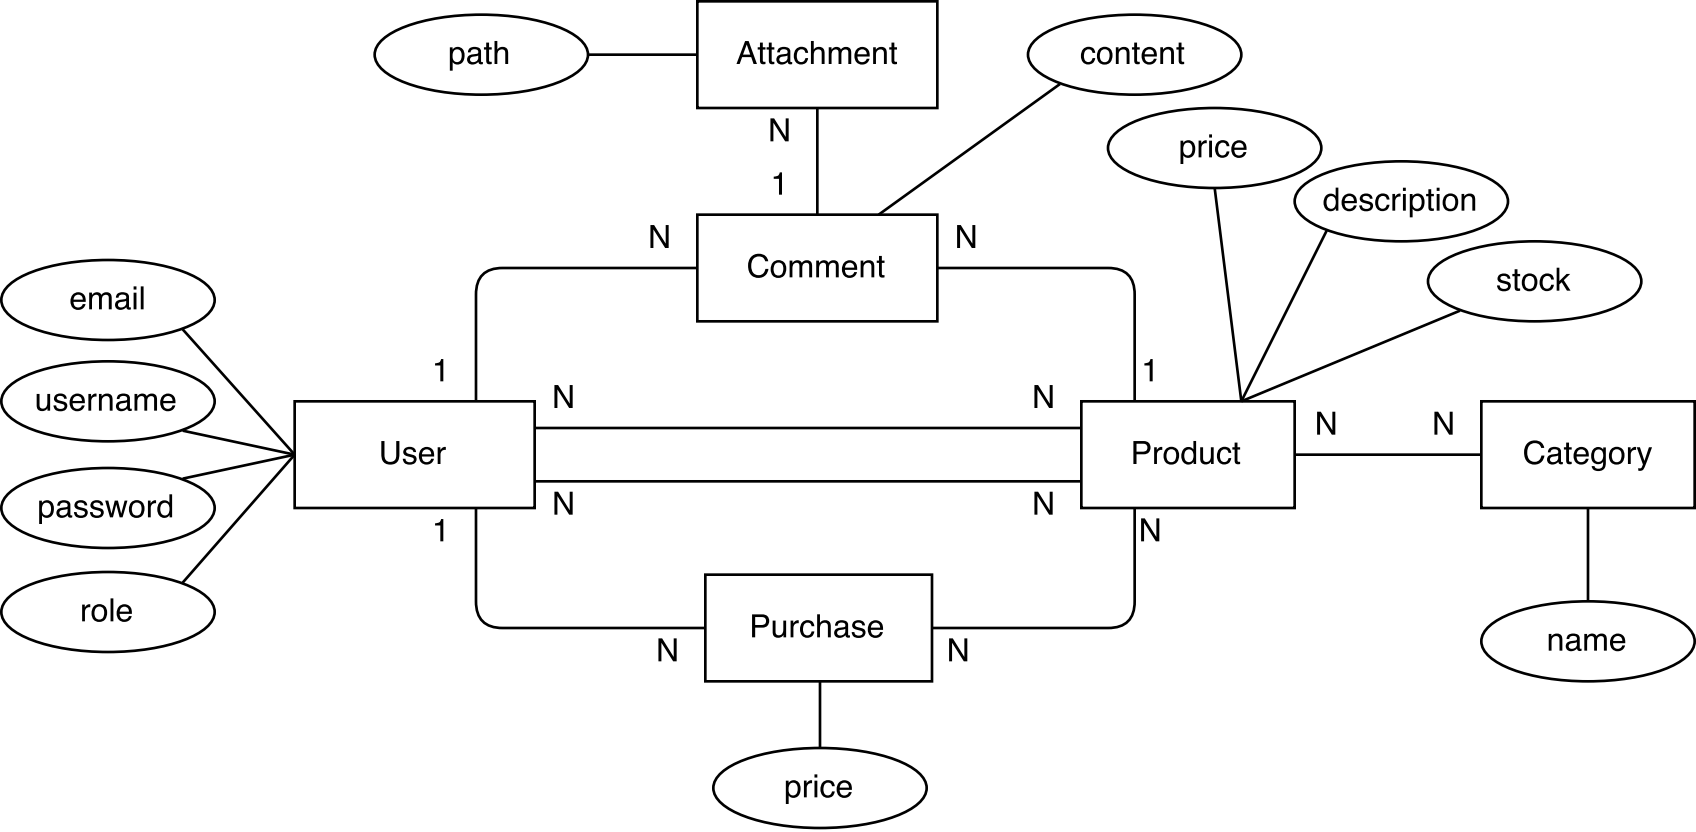 path
Attachment
content
N
price
1
description
N
N
Comment
stock
email
1
1
username
N
N
N
N
User
Product
Category
password
N
N
1
N
role
Purchase
N
N
name
price